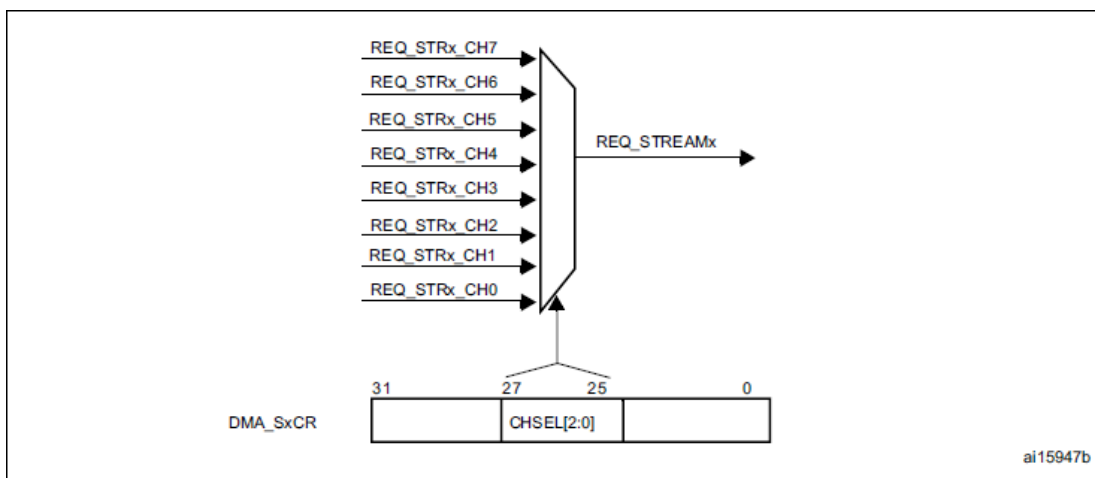 REQ_STRx_CH7
REQ_STRx_CH6
REQ_STRx_CH5
REQ_STRx_CH4
REQ_STREAMx
REQ_STRx_CH3
REQ_STRx_CH2
REQ_STRx_CH1
REQ_STRx_CH0
31 27 25 0
DMA_SxCR CHSEL[2:0]
ai15947b